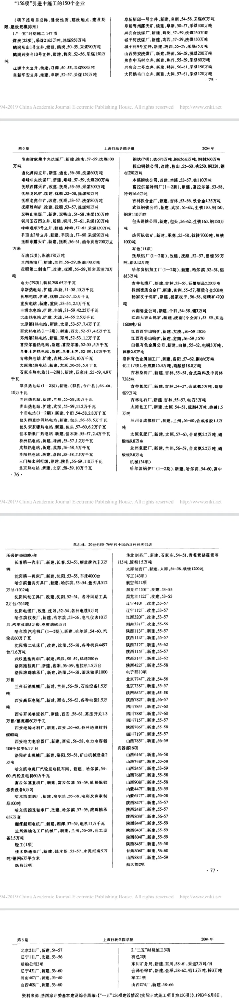 “156项”引进中施工的150个企业
(项下按项目总称、建设性质、建设地点、建设期
限、建设规模排列)
1.“一五”时期施工147项
煤炭(25项),采煤2165万吨,洗煤950万吨
鹤岗东山1号立井,续建,鹤岗,50-55,采煤90万吨
鹤岗兴安台10号立井,续建,鹤岗,52-56,采煤150万
吨
辽源中央立井,续建,辽源,50-55,采煤90万吨
阜新平安立井,续建,阜新,52-57,采煤150万吨
阜新新邱一号立井,新建,阜新,54-58,采煤60万吨
阜新海州露天矿,续建,阜新,50-57,采煤300万吨
兴安台洗煤厂,新建,鹤岗,57-59,洗煤150万吨
城子河洗煤厂,新建,鸡西,57-59,洗煤150万吨
城子河9号立井,新建,鸡西,55-59,采煤75万吨
山西潞安洗煤厂,新建,潞南,56-58,洗煤200万吨
焦作中马村立井,新建,焦作,55-59,采煤60万吨
兴安台二号立井,新建,鹤岗,56-61,采煤150万吨
大同鹅毛口立井,新建,大同,57-61,采煤120万吨
·75·
94-2019 China Academic Journal Electronic Publishing House. All rights reserved. http://www.cnki.net
第6期 上海行政学院学报 2004年
淮南谢家集中央洗煤厂,新建,淮南,57-59,洗煤100
万吨
通化湾沟立井,新建,通化,56-58,洗煤60万吨
峰峰中央洗煤厂,新建,峰峰,57-59,洗煤200万吨
抚顺西露天矿,改建,抚顺,53-59,采煤300万吨
抚顺龙凤矿,改建,抚顺,53-58,洗煤90万吨
抚顺老虎台矿,改建,抚顺,53-57,洗煤80万吨
抚顺胜利矿,改建,抚顺,53-57,洗煤90万吨
双鸭山洗煤厂,新建,双鸭山,54-58,洗煤150万吨
铜川玉石凹立井,新建,铜川,57-61,采煤120万吨
峰峰通顺3号立井,新建,峰峰,57-61,采煤120万吨
平顶山2号立井,新建,平顶山,57-60,采煤90万吨
抚顺东露天矿,新建,抚顺,56-61,油母页岩700万立
方米
石油(2项),炼油170万吨
兰州炼油厂,新建,兰州,56-59,炼油100万吨
抚顺第二制油厂,改建,抚顺,56-59,页岩原油70万
吨
电力(25项),装机288.65万千瓦
阜新热电站,扩建,阜新,51-58,15万千瓦
抚顺电站,扩建,抚顺,52-57,15万千瓦
重庆电站,新建,重庆,53-54,2.4万千瓦
丰满水电站,扩建,丰满,51-59,42.25万千瓦
大连热电站,扩建,大连,54-55,2.5万千瓦
太原第1热电站,新建,太原,53-57,7.4万千瓦
西安热电站(1—2期),新建,西安,52-57,4.8万千瓦
郑州第2热电站,新建,郑州,52-53,1.2万千瓦
富拉尔基热电站,新建,富拉尔基,52-55,5万千瓦
乌鲁木齐热电站,新建,乌鲁木齐,52-59,1.9万千瓦
吉林热电站,扩建,吉林,56-58,10万千瓦
太原第2热电站,新建,太原,56-58,5万千瓦
石家庄热电站(1—2期),新建,石家庄,55-59,4.9万
千瓦
鄠县热电站(1—2期),新建,(鄠县,今户县),56-60,
10万千瓦
兰州热电站,新建,兰州,55-58,10万千瓦
青山热电站,扩建,武汉,55-59,11.2万千瓦
个旧电站(1—2期),新建,个旧,54-58,2.8万千瓦
包头四道沙河热电站,新建,包头,56-58,5万千瓦
包头宋家壕热电站,新建,包头,57-60,6.2万千瓦
佳木斯纸厂热电站,新建,佳木斯,55-57,2.4万千瓦
株洲热电站,新建,株洲,55-57,1.2万千瓦
成都热电站,新建,成都,56-58,5万千瓦
洛阳热电站,新建,洛阳,55-58,7.5万千瓦
三门峡水利枢纽,新建,陕县,56-69,110万千瓦
北京热电站,新建,北京,58-59,10万千瓦
·76·
钢铁(7项),铁670万吨,钢636.6万吨,钢材360万吨
鞍山钢铁公司,改建,鞍山,52-60,铁250、钢320、钢
材250万吨
本溪钢铁公司,改建,本溪,53-57,铁110万吨
富拉尔基特钢厂(1—2期),新建,富拉尔基,53-58,
特钢16.6万吨
吉林铁合金厂,新建,吉林,53-56,铁合金4.35万吨
武汉钢铁公司,新建,武汉,55-62,生铁150、钢150、
钢材110万吨
包头钢铁公司,新建,包头,56-62,生铁160、钢150万
吨
热河钒钛矿,新建,承德,55-58,钛镁7000吨、钒铁
1000吨
有色(11项)
抚顺铝厂(1—2期),改建,抚顺,52-57,铝锭3.9万
吨、铝0.12万吨
哈尔滨铝加工厂(1—2期),新建,哈尔滨,52-58,铝
材3万吨
吉林电缆厂,新建,吉林,53-55,石墨制品2.23万吨
株洲硬质合金厂,新建,株洲,55-57,硬质合金500吨
杨家杖子钼矿,新建,杨家杖子,56-58,钼精矿4700
吨
云南锡业公司,新建,个旧,54-58,锡3万吨
江西大吉山钨矿,新建,虔南(今全南),55-59,采选
1600吨/日
江西西华山钨矿,新建,大庾,,56-59,1856
江西岿美山钨矿,新建,定南,56-59,1570
白银有色金属公司,新建,白银,55-62,电铜3万吨、
硫酸2.5万吨
洛阳有色金属加工厂,新建,洛阳,57-62,铜材6万吨
化工(7项),合成氨15.4万吨、硝酸铵18.8万吨
吉林染料厂,新建,吉林,55-58,合成染料及中间体
7385吨
吉林氮肥厂,新建,吉林,54-57,合成氨5万吨、硝酸
铵9万吨
吉林电石厂,新建,吉林,55-57,电石6万吨
太原化工厂,新建,太原,54-58,硫酸4万吨、烧碱1.5
万吨
兰州合成橡胶厂,新建,兰州,56-60,合成橡胶1.5万
吨
太原氮肥厂,新建,太原,57-60,合成氨5.2万吨、硝
酸铵9.8万吨
兰州氮肥厂,新建,兰州,56-59,合成氨5.2万吨、硝
酸铵9.8万吨
机械(24项)
哈尔滨锅炉厂(1—2期),新建,哈尔滨,54-60,高中
94-2019 China Academic Journal Electronic Publishing House. All rights reserved. http://www.cnki.net
陈东林: 20世纪50-70年代中国的对外经济引进
压锅炉4080吨/年
长春第一汽车厂,新建,长春,53-56,解放牌汽车3万
辆
沈阳第一机床厂,新建,沈阳,53-55,车床4000台
哈尔滨量具刃具厂,新建,哈尔滨,53-54,量刃具512
万付/1032吨
沈阳风动工具厂,改建,沈阳,52-54,各种风动工具
2万台/554吨
沈阳电缆厂,改建,沈阳,52-54,各种电缆3万吨
哈尔滨仪表厂,新建,哈尔滨,53-56,电气仪表10万
只、汽车仪表5万套、电度表60万只
哈尔滨汽轮机厂(1—2期),新建,哈尔滨,54-60,汽
轮机60万千瓦
沈阳第二机床厂,改建,沈阳,55-58,各种机床4497
台/1.6万吨
武汉重型机床厂,新建,武汉,55-59,机床380台
洛阳拖拉机厂,新建,洛阳,56-59,拖拉机1.5万台
洛阳滚珠轴承厂,新建,洛阳,54-58,滚珠轴承1000
万套
兰州石油机械厂,新建,兰州,56-59,石油设备1.5万
吨
西安高压电瓷厂,新建,西安,56-62,各种电瓷1.5万
吨
西安开关整流器厂,新建,西安,58-61,高压开关1.3
万套/整流器60万千瓦
西安绝缘材料厂,新建,西安,56-60,各种绝缘材料
6000吨
西安电力电容器厂,新建,西安,56-58,电力电容器
100千伏安6.1万只
洛阳矿山机械厂,新建,洛阳,55-58,矿山机械设备2
万吨
哈尔滨电机厂汽轮发电机车间,新建,哈尔滨,54-
60,汽轮发电机60万千瓦
富拉尔基重机厂,新建,富拉尔基,55-59,轧机炼钢
炼铁设备6万吨
哈尔滨炭刷厂,新建,哈尔滨,56-58,电刷及炭素制
品100吨
哈尔滨滚珠轴承厂,改建,哈尔滨,57-59,滚珠轴承
655万套
湘潭船用电机厂,新建,湘潭,57-59,电机11万千瓦
兰州炼油化工厂机械厂,新建,兰州,56-59,化工设
备2.5万吨
轻工(1项)
佳木斯造纸厂,新建,佳木斯,53-57,水泥纸袋5万
吨/铜网6万平方米
医药(2项)
华北制药厂,新建,石家庄,54-58,青霉素链霉素等
115吨、淀粉1.5万吨
太原制药厂,新建,太原,54-58,磺铵1200吨
军工(43项)
航空部12项
黑龙江120厂,改建,53-55
黑龙江122厂,改建,53-55
辽宁410厂,改建,53-57
辽宁112厂,改建,53-57
江西320厂,改建,53-57
湖南331厂,改建,55-56
陕西113厂,新建,55-57
陕西114厂,新建,55-57
陕西212厂,新建,55-62
陕西115厂,新建,55-57
陕西514厂,新建,55-62
陕西422厂,新建,55-58
电子部10项
北京774厂,改建,54-56
北京738厂,新建,55-57
陕西853厂,新建,55-58
陕西782厂,新建,56-57
四川784厂,新建,57-60
四川788厂,新建,57-60
四川715厂,新建,55-57
陕西786厂,新建,55-58
四川719厂,新建,55-57
山西785厂,新建,56-59
兵器部16项
山西616厂,新建,56-58
山西748厂,新建,53-58
山西245厂,新建,53-59
山西768厂,新建,55-58
山西908厂,新建,55-58
内蒙447厂,新建,55-59
内蒙617厂,新建,56-58
陕西847厂,新建,55-57
陕西248厂,新建,55-57
陕西803厂,新建,56-57
陕西844厂,新建,55-59
陕西843厂,新建,55-59
陕西804厂,新建,55-59
陕西845厂,新建,55-58
甘肃806厂,新建,56-60
山西884厂,新建,55-59
航天部2项
·77·
94-2019 China Academic Journal Electronic Publishing House. All rights reserved. http://www.cnki.net
第6期 上海行政学院学报 2004年
北京211厂,新建,54-57
辽宁111厂,改建,53-56
船舶公司3项
辽宁431厂,新建,56-60
河南407厂,新建,56-60
山西408厂,新建,56-60
2.“二五”时期施工3项
有色2项
东川矿务局,新建,东川,58-61,采选2万吨/日
会泽铅锌矿,新建,会泽,58-62,铅1.5万吨、锌3万吨
军工1项
山西874厂,新建,58-66
资料来源:据国家计委基本建设综合局编:《“一五”156项建设情况(实际正式施工项目为150项)》,1983年6月8日。